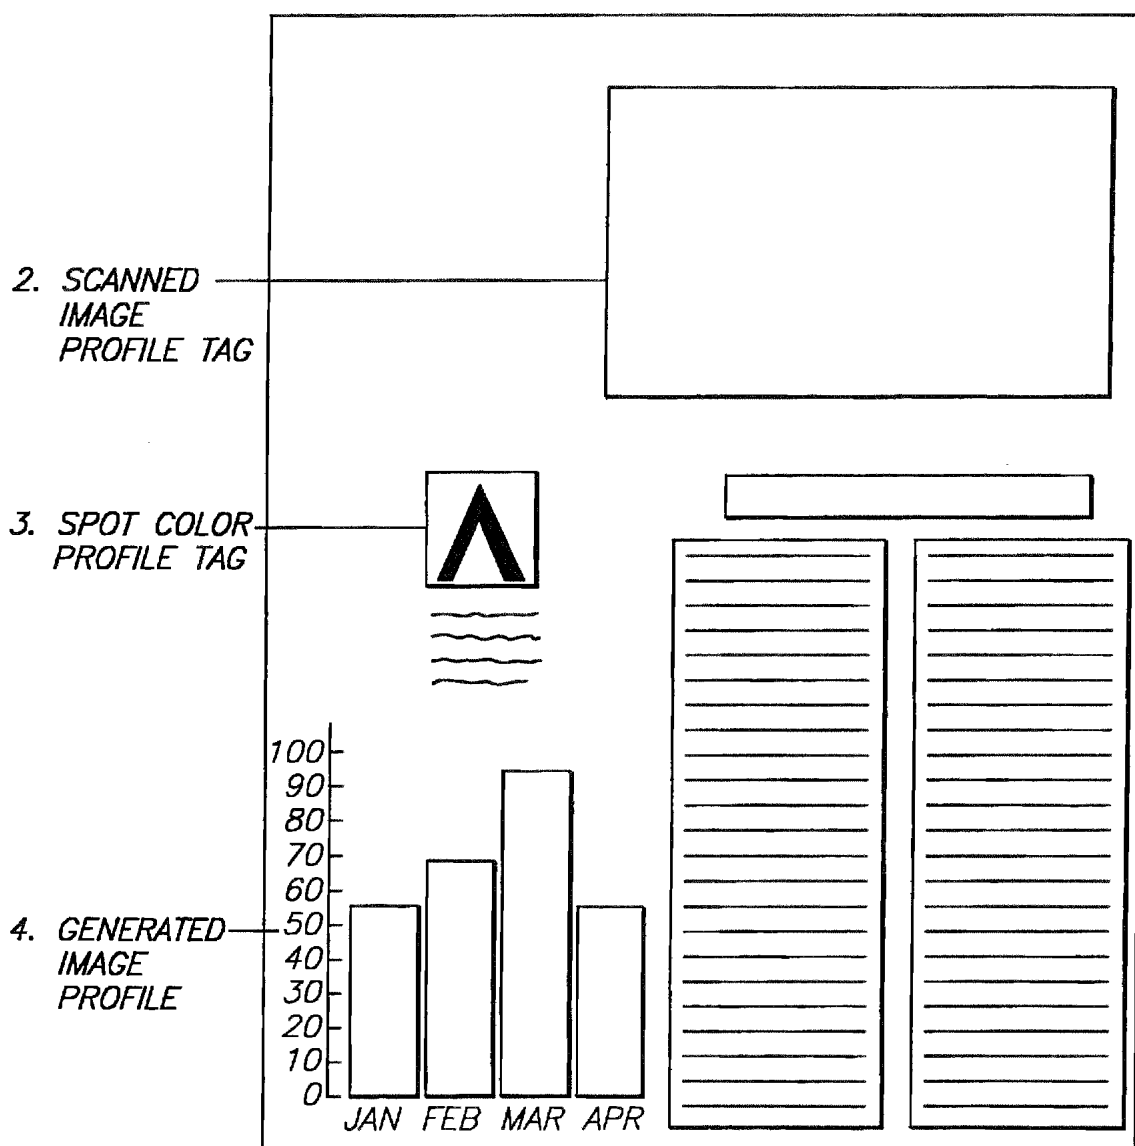 2. SCANNED
IMAGE
PROFILE TAG
3. SPOT COLOR
PROFILE TAG
100
90
80
70
60
4. GENERATED
IMAGE
PROFILE
50
40
30
20
10
0
JAN FEB MAR APR